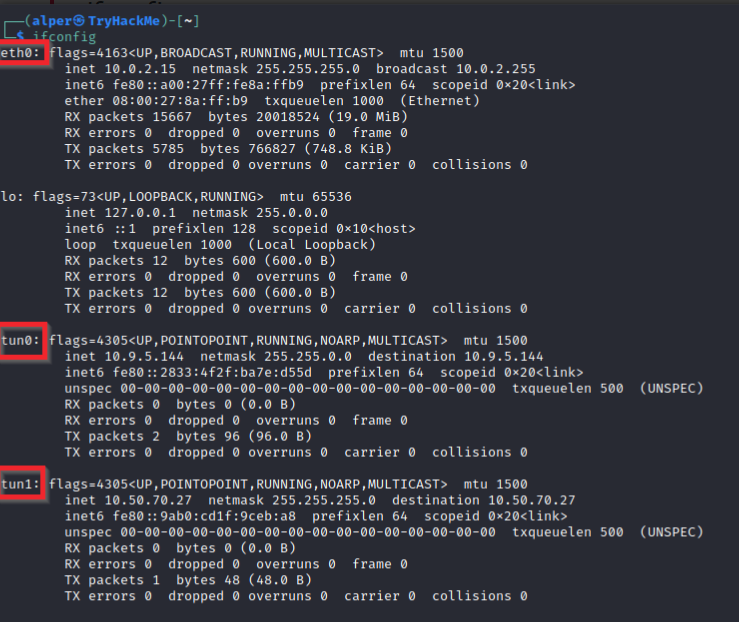 ┌──(alper㉿TryHackMe)-[~]
└─$ ifconfig
eth0: flags=4163<UP,BROADCAST,RUNNING,MULTICAST>  mtu 1500
        inet 10.0.2.15  netmask 255.255.255.0  broadcast 10.0.2.255
        inet6 fe80::a00:27ff:fe8a:ffb9  prefixlen 64  scopeid 0×20<link>
        ether 08:00:27:8a:ff:b9  txqueuelen 1000  (Ethernet)
        RX packets 15667  bytes 20018524 (19.0 MiB)
        RX errors 0  dropped 0  overruns 0  frame 0
        TX packets 5785  bytes 766827 (748.8 KiB)
        TX errors 0  dropped 0 overruns 0  carrier 0  collisions 0

lo: flags=73<UP,LOOPBACK,RUNNING>  mtu 65536
        inet 127.0.0.1  netmask 255.0.0.0
        inet6 ::1  prefixlen 128  scopeid 0×10<host>
        loop  txqueuelen 1000  (Local Loopback)
        RX packets 12  bytes 600 (600.0 B)
        RX errors 0  dropped 0  overruns 0  frame 0
        TX packets 12  bytes 600 (600.0 B)
        TX errors 0  dropped 0 overruns 0  carrier 0  collisions 0

tun0: flags=4305<UP,POINTOPOINT,RUNNING,NOARP,MULTICAST>  mtu 1500
        inet 10.9.5.144  netmask 255.255.0.0  destination 10.9.5.144
        inet6 fe80::2833:4f2f:ba7e:d55d  prefixlen 64  scopeid 0×20<link>
        unspec 00-00-00-00-00-00-00-00-00-00-00-00-00-00-00-00  txqueuelen 500  (UNSPEC)
        RX packets 0  bytes 0 (0.0 B)
        RX errors 0  dropped 0  overruns 0  frame 0
        TX packets 2  bytes 96 (96.0 B)
        TX errors 0  dropped 0 overruns 0  carrier 0  collisions 0

tun1: flags=4305<UP,POINTOPOINT,RUNNING,NOARP,MULTICAST>  mtu 1500
        inet 10.50.70.27  netmask 255.255.255.0  destination 10.50.70.27
        inet6 fe80::9ab0:cd1f:9ceb:a8  prefixlen 64  scopeid 0×20<link>
        unspec 00-00-00-00-00-00-00-00-00-00-00-00-00-00-00-00  txqueuelen 500  (UNSPEC)
        RX packets 0  bytes 0 (0.0 B)
        RX errors 0  dropped 0  overruns 0  frame 0
        TX packets 1  bytes 48 (48.0 B)
        TX errors 0  dropped 0 overruns 0  carrier 0  collisions 0